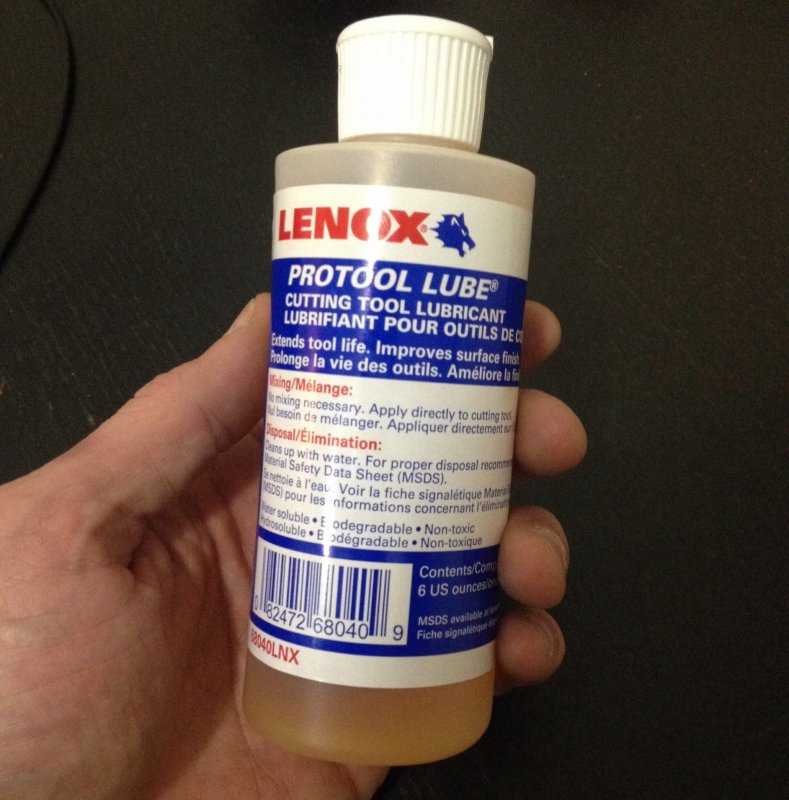 LENOX®
PROTOOL LUBE®
CUTTING TOOL LUBRICANT
LUBRIFIANT POUR OUTILS DE
Extends tool life. Improves surface finish.
Prolonge la vie des outils. Améliore la
Mixing/Mélange:
No mixing necessary. Apply directly to cutting tool.
Nul besoin de mélanger. Appliquer directement
Disposal/Élimination:
Cleans up with water. For proper disposal
Material Safety Data Sheet (MSDS).
Se nettoie à l'eau. Voir la fiche signalétique Material
(MSDS) pour les informations concernant
Water soluble • Biodegradable • Non-toxic
Hydrosoluble • Biodégradable • Non-toxique
Contents/
6 US
MSDS available
Fiche signalétique
0 82472 68040 9
68040LNX